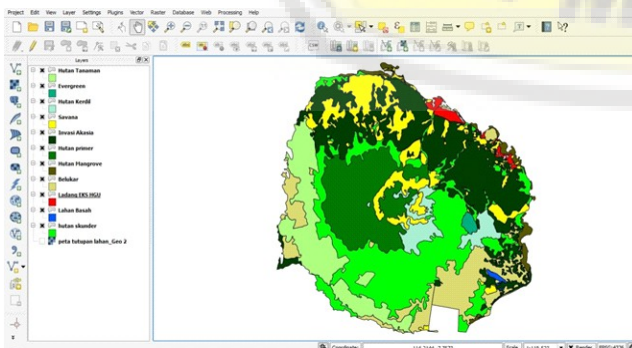 Project Edit View Layer Settings Plugins Vector Raster Database Web Processing Help
Layers
Hutan Tanaman
Evergreen
Hutan Kerdil
Savana
Invasi Akasia
Hutan primer
Hutan Mangrove
Belukar
Ladang EKS HGU
Lahan Basah
hutan skunder
peta tutupan lahan_Geo 2
Coordinate:
Scale
Render